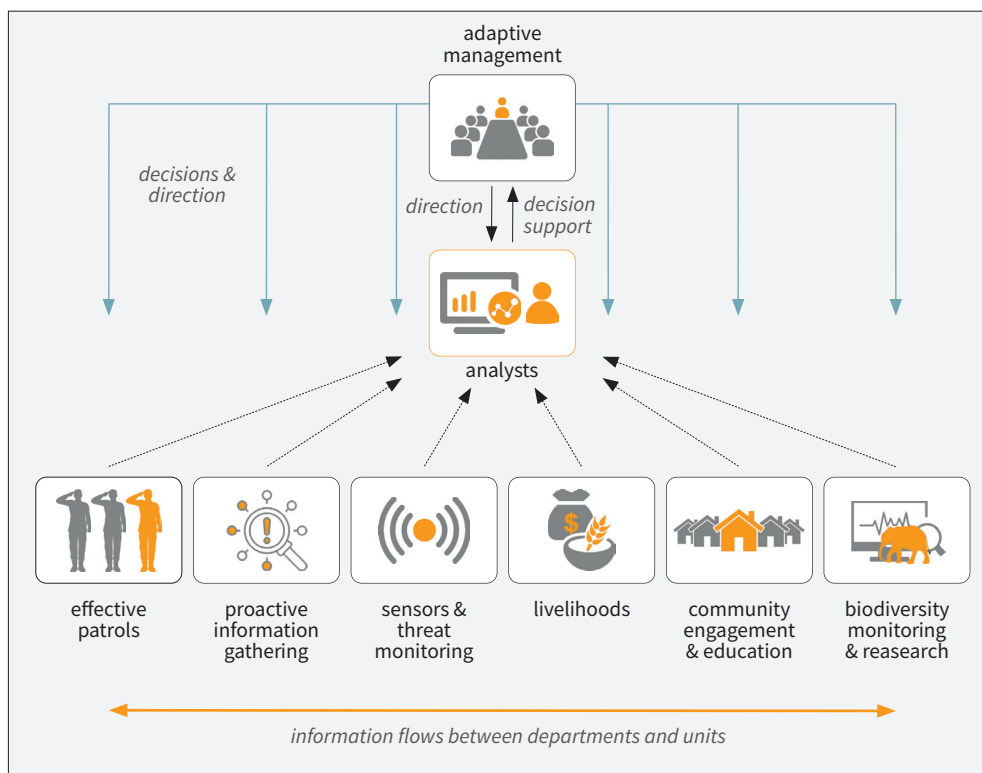 adaptive
management
decisions &
direction
direction
decision
support
analysts
$
!
effective
patrols
proactive
information
gathering
sensors &
threat
monitoring
livelihoods
community
engagement
& education
biodiversity
monitoring
& reasearch
information flows between departments and units